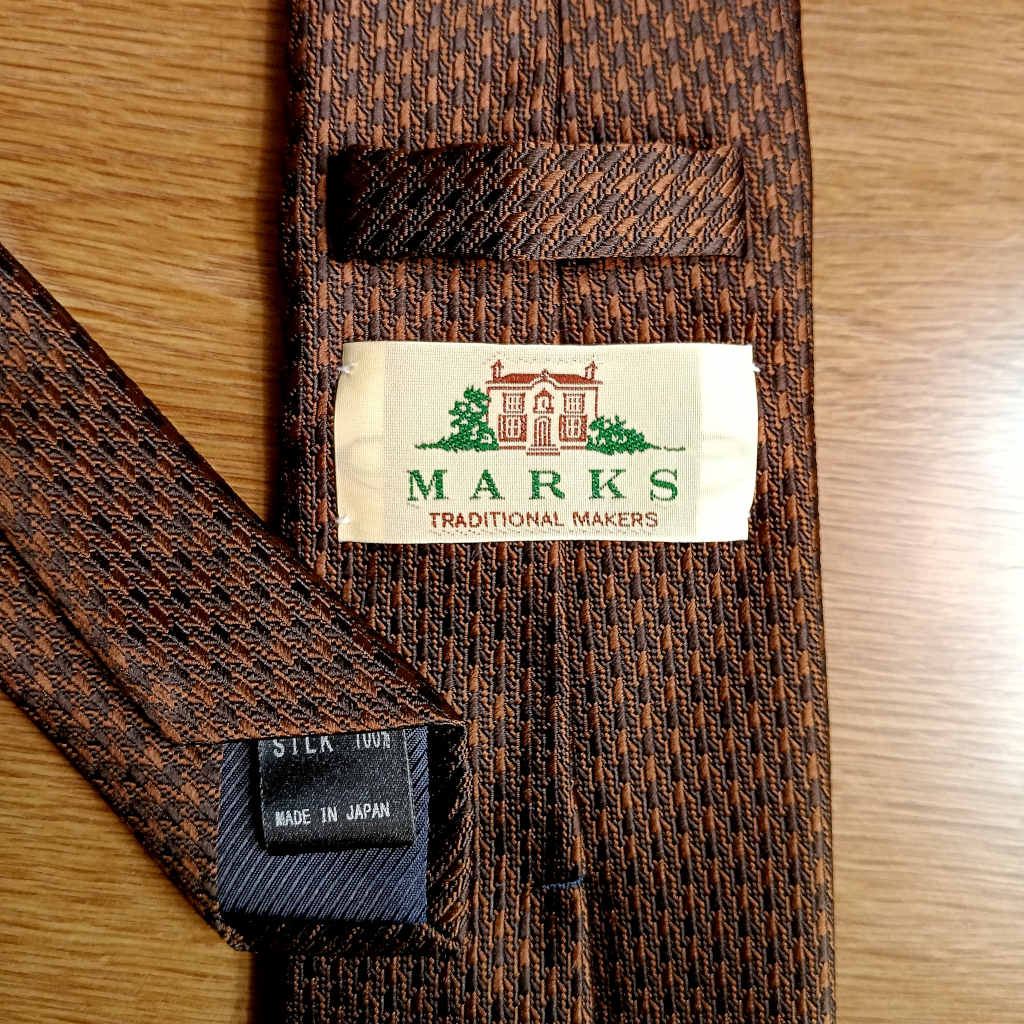 MARKS
TRADITIONAL MAKERS
SILK 100%
MADE IN JAPAN